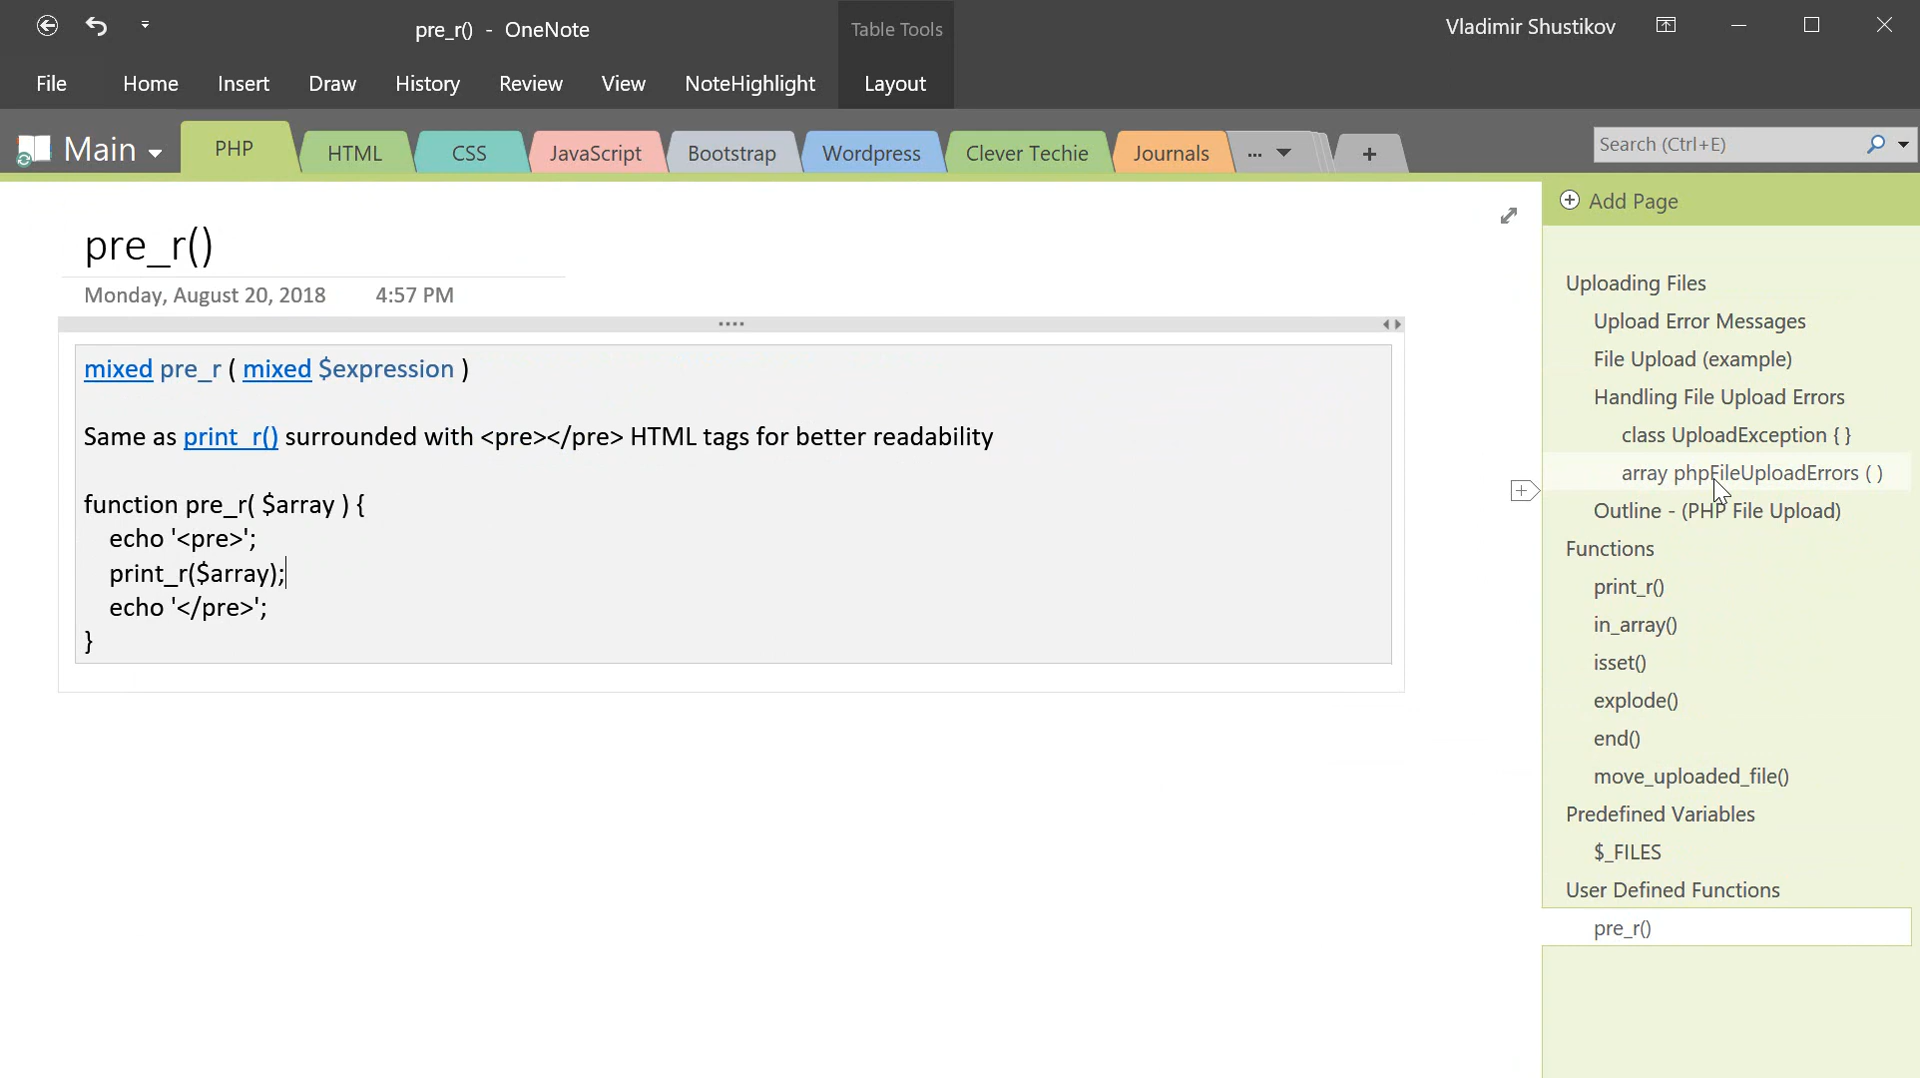 pre_r() - OneNote
Table Tools
Vladimir Shustikov
File
Home
Insert
Draw
History
Review
View
NoteHighlight
Layout
Main
PHP
HTML
CSS
JavaScript
Bootstrap
Wordpress
Clever Techie
Journals
...
Search (Ctrl+E)
pre_r()
Monday, August 20, 2018 4:57 PM
mixed pre_r ( mixed $expression )
Same as print_r() surrounded with <pre></pre> HTML tags for better readability
function pre_r( $array ) {
echo '<pre>';
print_r($array);
echo '</pre>';
}
Add Page
Uploading Files
Upload Error Messages
File Upload (example)
Handling File Upload Errors
class UploadException { }
array phpFileUploadErrors ( )
Outline - (PHP File Upload)
Functions
print_r()
in_array()
isset()
explode()
end()
move_uploaded_file()
Predefined Variables
$_FILES
User Defined Functions
pre_r()